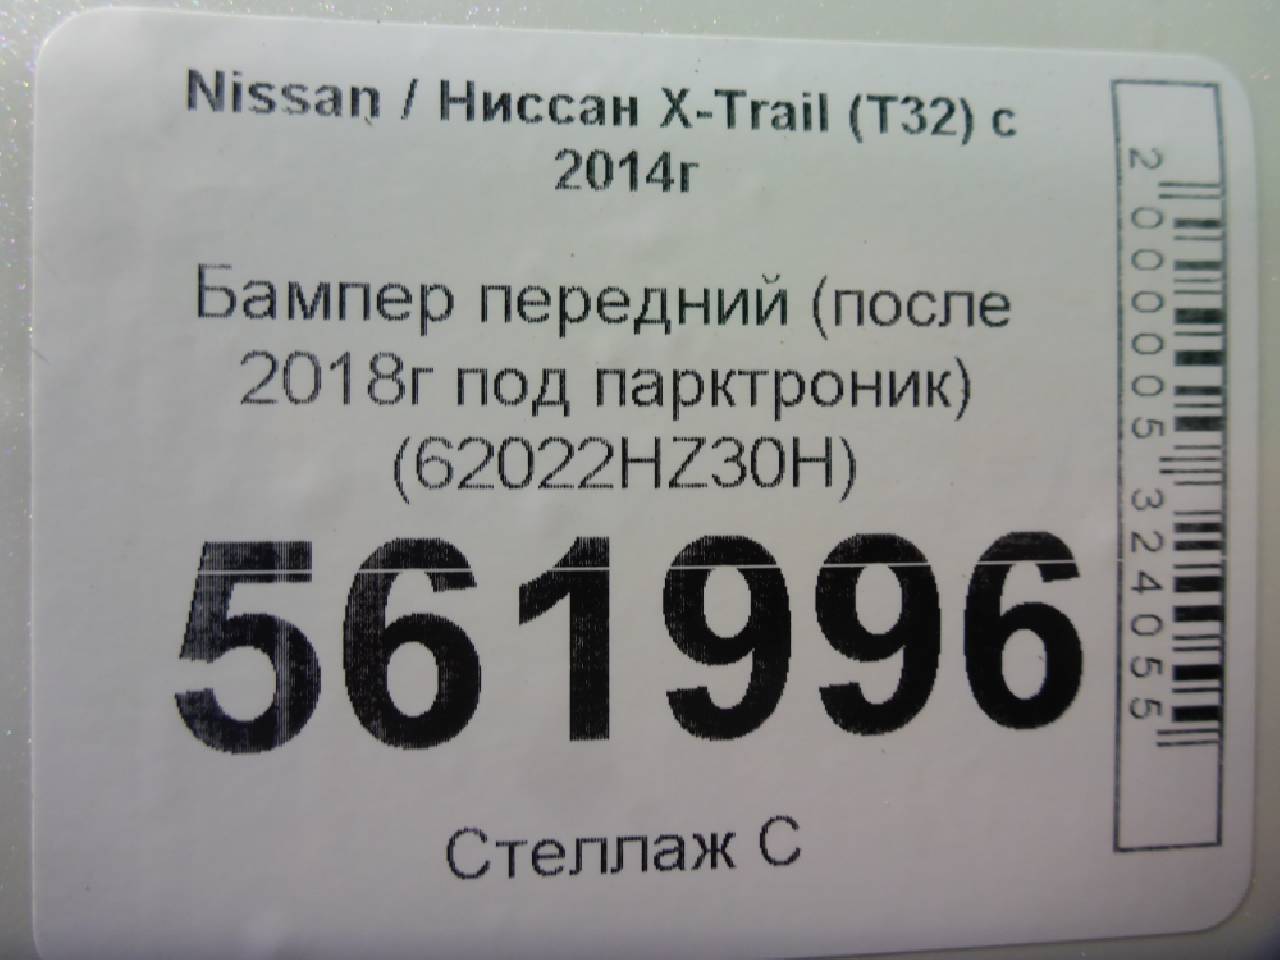 Nissan / Ниссан X-Trail (T32) с
2014г
Бампер передний (после
2018г под парктроник)
(62022HZ30H)
561996
Стеллаж С
2000005324055